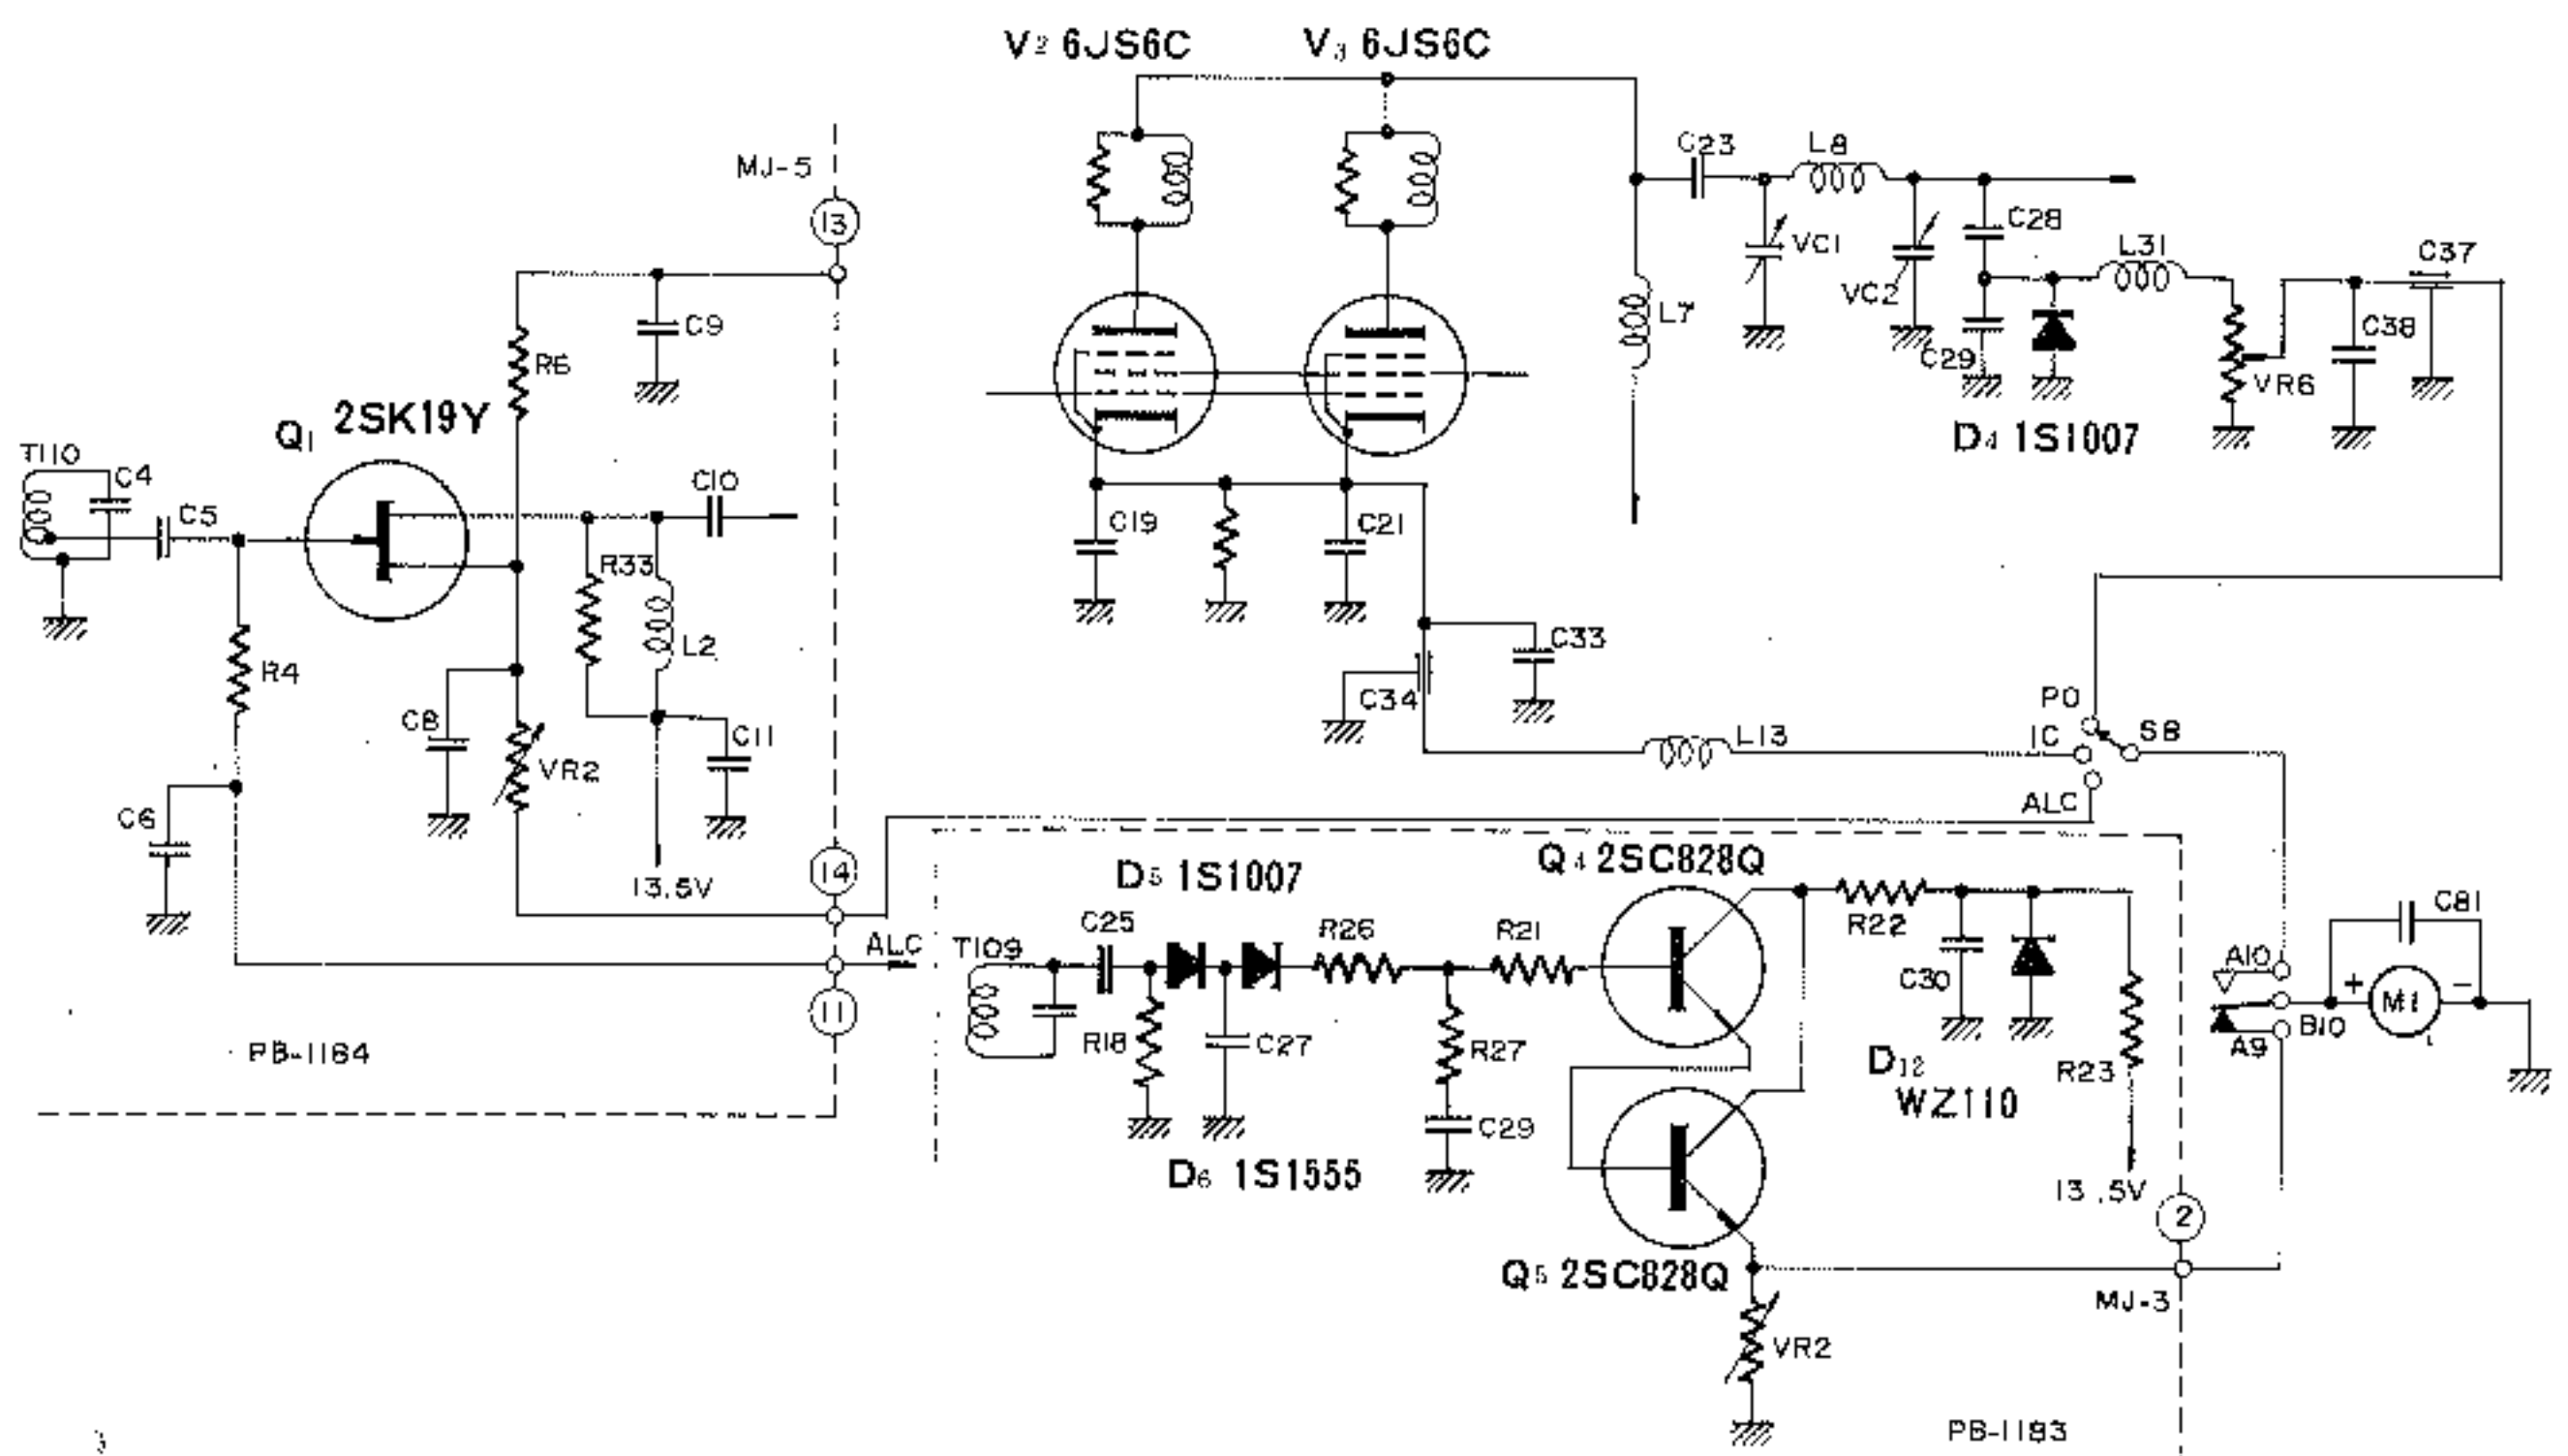 V2 6JS6C
V3 6JS6C
MJ-5
13
C23
L8
VC1
VC2
C28
L31
C37
C29
C38
VR6
D4 1S1007
L7
R5
C9
Q1 2SK19Y
T110
C4
C5
C10
R33
L2
R4
C8
VR2
C11
C6
13.5V
14
ALC
11
PB-1184
C19
C21
C33
C34
L13
PO
IC
S8
ALC
D5 1S1007
Q4 2SC828Q
T109
C25
R18
C27
R26
R21
R27
C29
D6 1S1555
R22
C30
D12
WZ110
R23
13.5V
2
MJ-3
Q5 2SC828Q
VR2
PB-1183
A10
B10
A9
C81
+
M1
-